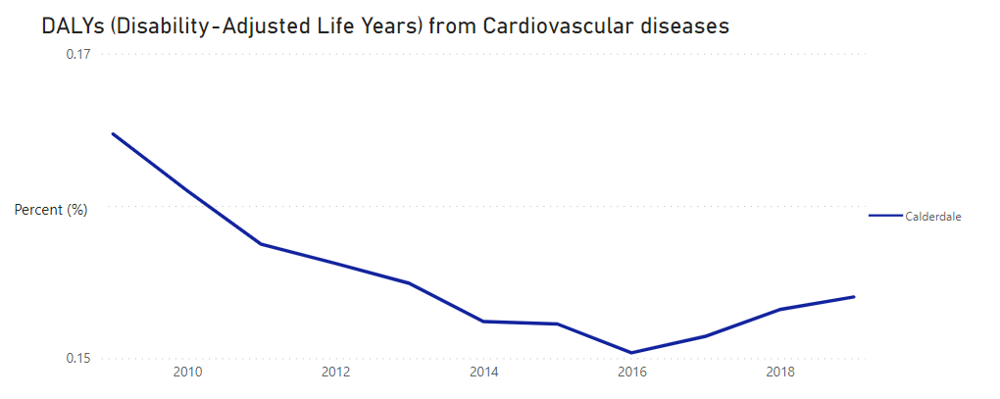 DALYs (Disability-Adjusted Life Years) from Cardiovascular diseases
0.17
Percent (%)
Calderdale
0.15
2010 2012 2014 2016 2018